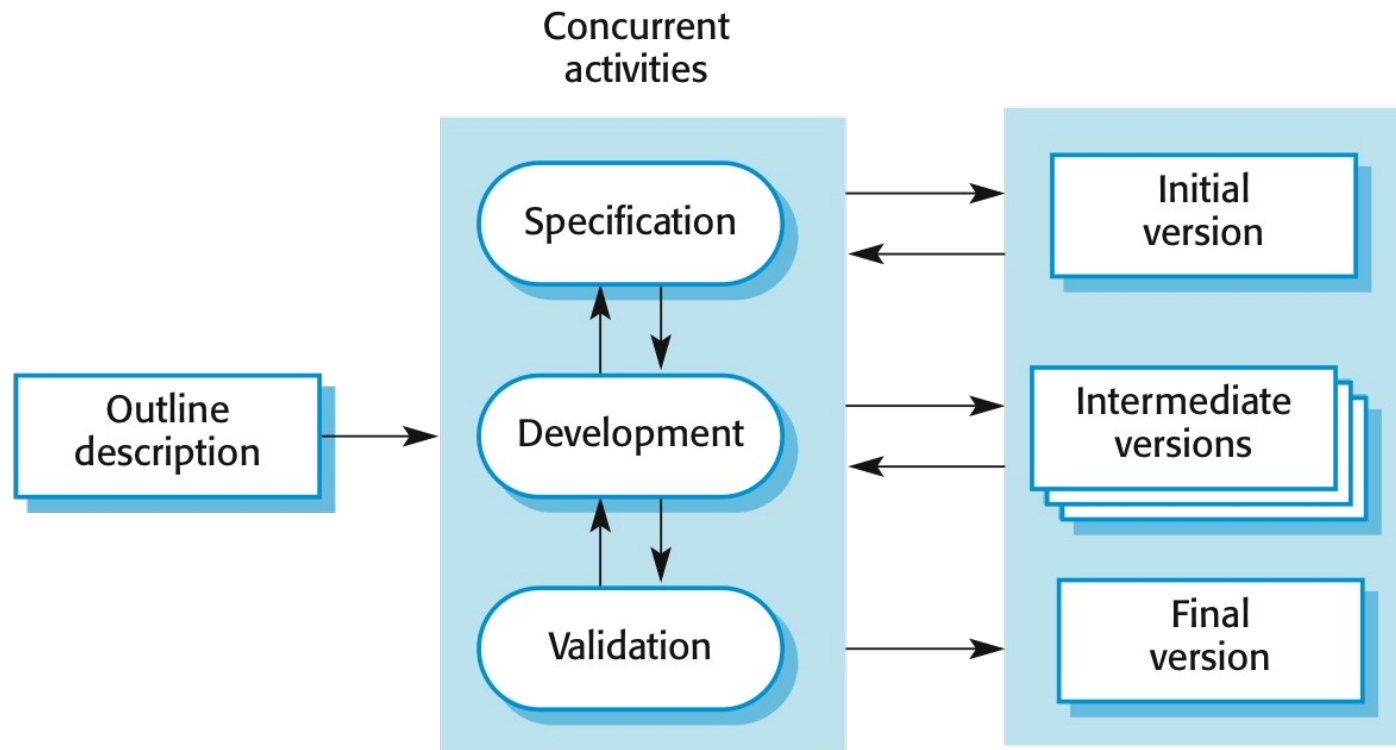 Concurrent
activities
Specification
Initial
version
Outline
description
Development
Intermediate
versions
Validation
Final
version